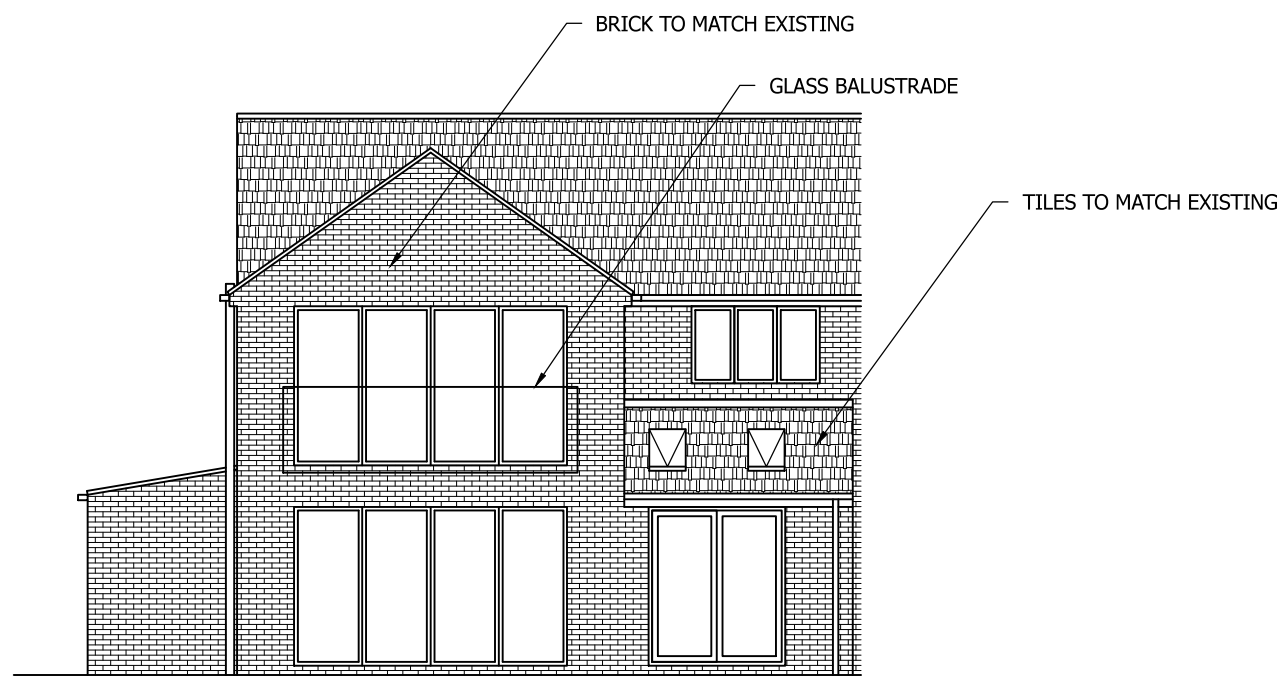 BRICK TO MATCH EXISTING
GLASS BALUSTRADE
TILES TO MATCH EXISTING